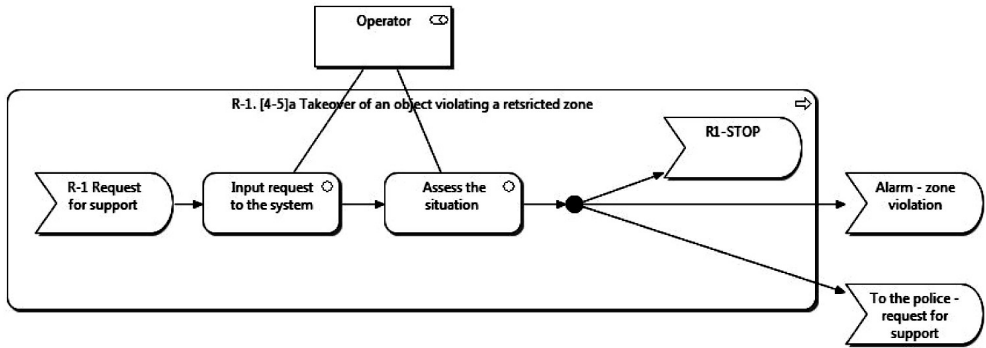 Operator
R-1. [4-5]a Takeover of an object violating a retsricted zone
R1-STOP
R-1 Request
for support
Input request
to the system
Assess the
situation
Alarm - zone
violation
To the police -
request for
support